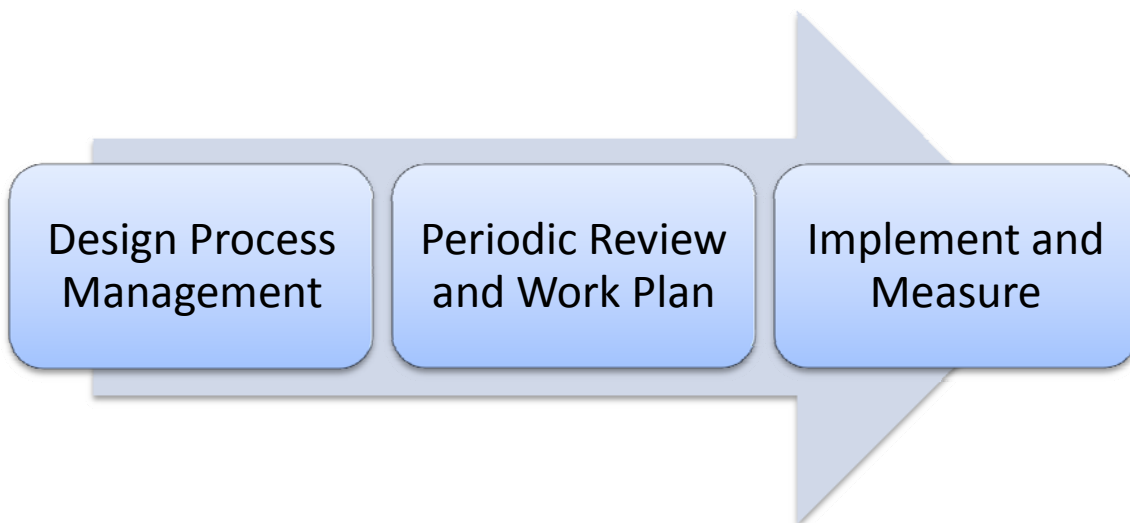 Design Process
Management
Periodic Review
and Work Plan
Implement and
Measure